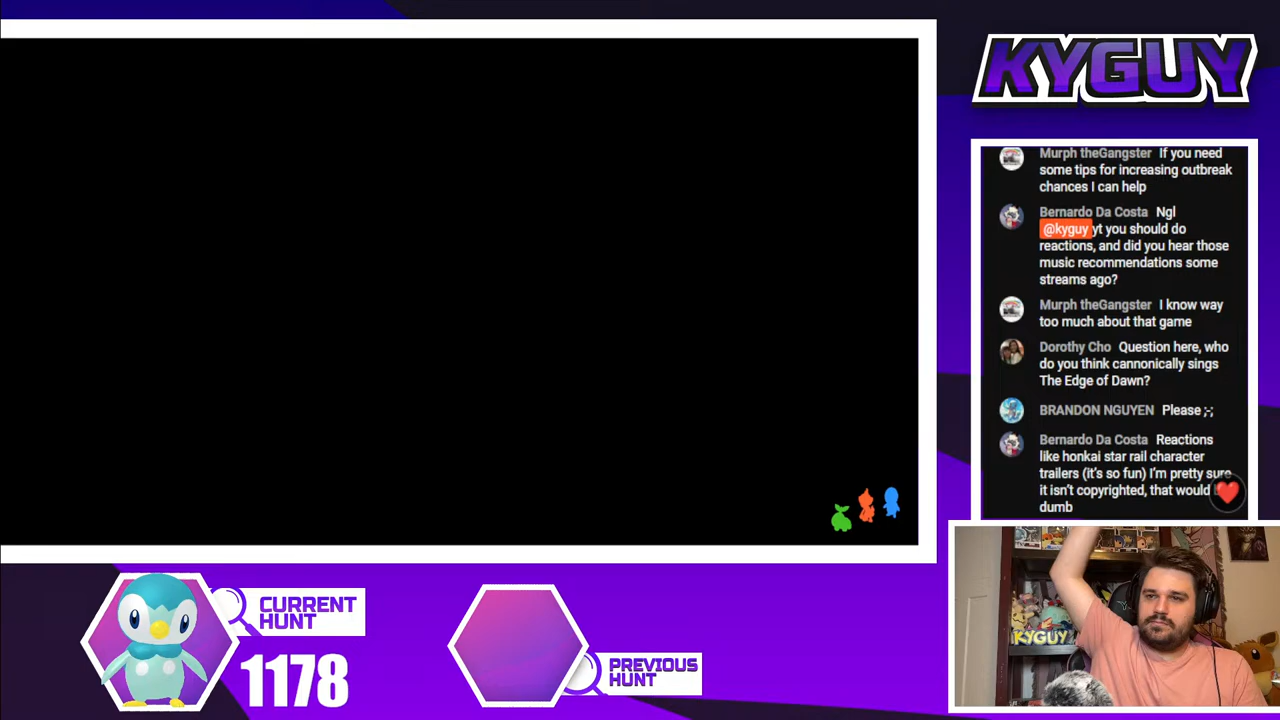 KYGUY
Murph theGangster If you need
some tips for increasing outbreak
chances I can help
Bernardo Da Costa Ngl
@kyguy yt you should do
reactions, and did you hear those
music recommendations some
streams ago?
Murph theGangster I know way
too much about that game
Dorothy Cho Question here, who
do you think cannonically sings
The Edge of Dawn?
BRANDON NGUYEN Please ;-;
Bernardo Da Costa Reactions
like honkai star rail character
trailers (it's so fun) I'm pretty sure
it isn't copyrighted, that would
dumb
KYGUY
CURRENT
HUNT
1178
PREVIOUS
HUNT